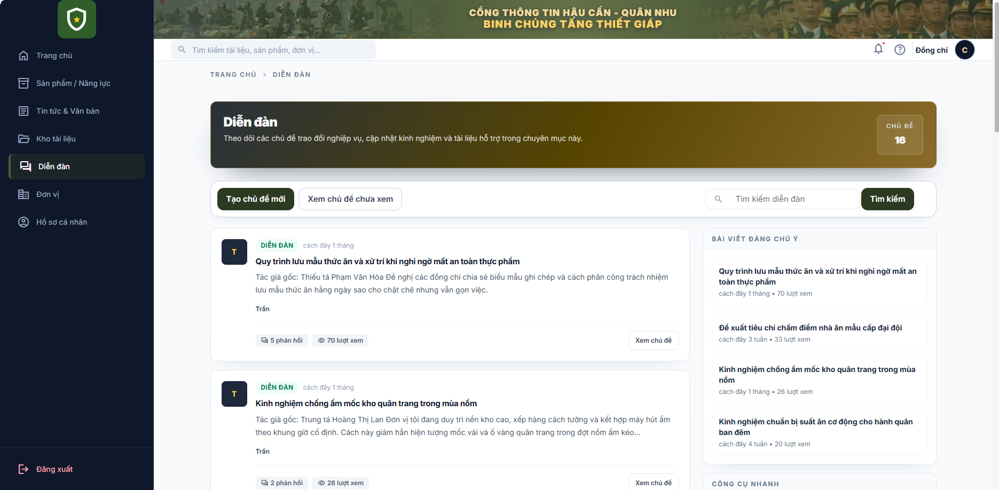 CỔNG THÔNG TIN HẬU CẦN - QUÂN NHU
BINH CHỦNG TĂNG THIẾT GIÁP
Trang chủ
Sản phẩm / Năng lực
Tin tức & Văn bản
Kho tài liệu
Diễn đàn
Đơn vị
Hồ sơ cá nhân
Đăng xuất
Tìm kiếm tài liệu, sản phẩm, đơn vị...
Đồng chí
C
TRANG CHỦ > DIỄN ĐÀN
Diễn đàn
Theo dõi các chủ đề trao đổi nghiệp vụ, cập nhật kinh nghiệm và tài liệu hỗ trợ trong chuyên mục này.
CHỦ ĐỀ
16
Tạo chủ đề mới
Xem chủ đề chưa xem
Tìm kiếm diễn đàn
Tìm kiếm
T
DIỄN ĐÀN cách đây 1 tháng
Quy trình lưu mẫu thức ăn và xử trí khi nghi ngờ mất an toàn thực phẩm
Tác giả gốc: Thiếu tá Phạm Văn Hòa Đề nghị các đồng chí chia sẻ biểu mẫu ghi chép và cách phân công trách nhiệm
lưu mẫu thức ăn hằng ngày sao cho chặt chẽ nhưng vẫn gọn việc.
Trần
5 phản hồi
70 lượt xem
Xem chủ đề
T
DIỄN ĐÀN cách đây 1 tháng
Kinh nghiệm chống ẩm mốc kho quân trang trong mùa nồm
Tác giả gốc: Trung tá Hoàng Thị Lan Đơn vị tôi đang duy trì nền kho cao, xếp hàng cách tường và kết hợp máy hút ẩm
theo khung giờ cố định. Cách này giảm hẳn hiện tượng mốc vải và ố vàng quân trang trong đợt nồm ẩm kéo...
Trần
2 phản hồi
26 lượt xem
Xem chủ đề
BÀI VIẾT ĐÁNG CHÚ Ý
Quy trình lưu mẫu thức ăn và xử trí khi nghi ngờ mất an
toàn thực phẩm
cách đây 1 tháng • 70 lượt xem
Đề xuất tiêu chí chấm điểm nhà ăn mẫu cấp đại đội
cách đây 3 tuần • 33 lượt xem
Kinh nghiệm chống ẩm mốc kho quân trang trong mùa
nồm
cách đây 1 tháng • 26 lượt xem
Kinh nghiệm chuẩn bị suất ăn cơ động cho hành quân
ban đêm
cách đây 4 tuần • 20 lượt xem
CÔNG CỤ NHANH